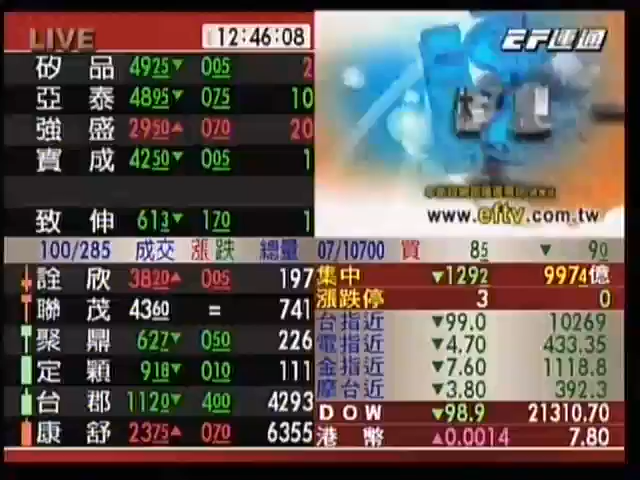 LIVE 12:46:08
EF運通
矽品 4925▼ 005 2
亞泰 4895▼ 075 10
強盛 2950▲ 070 20
寶成 4250▼ 005 1
致伸 613▼ 170 1
www.eftv.com.tw
100/285 成交 漲跌 總量
07/10700 買 85 ▼ 90
詮欣 3820▲ 005 197
聯茂 4360 = 741
聚鼎 627▼ 050 226
定穎 918▼ 010 111
台郡 1120▼ 400 4293
康舒 2375▲ 070 6355
集中 ▼1292 9974億
漲跌停 3 0
台指近 ▼99.0 10269
電指近 ▼4.70 433.35
金指近 ▼7.60 1118.8
摩台近 ▼3.80 392.3
DOW ▼98.9 21310.70
港幣 ▲0.0014 7.80